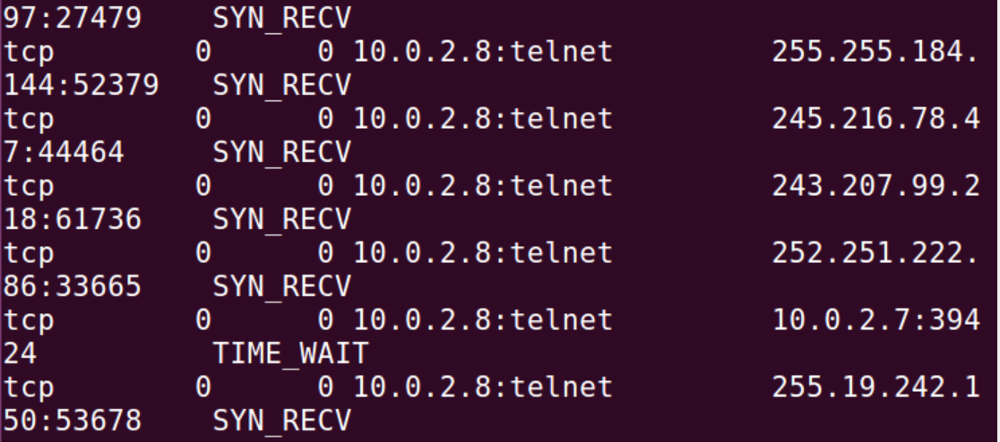 97:27479    SYN_RECV
tcp        0      0 10.0.2.8:telnet         255.255.184.
144:52379   SYN_RECV
tcp        0      0 10.0.2.8:telnet         245.216.78.4
7:44464     SYN_RECV
tcp        0      0 10.0.2.8:telnet         243.207.99.2
18:61736    SYN_RECV
tcp        0      0 10.0.2.8:telnet         252.251.222.
86:33665    SYN_RECV
tcp        0      0 10.0.2.8:telnet         10.0.2.7:394
24          TIME_WAIT
tcp        0      0 10.0.2.8:telnet         255.19.242.1
50:53678    SYN_RECV